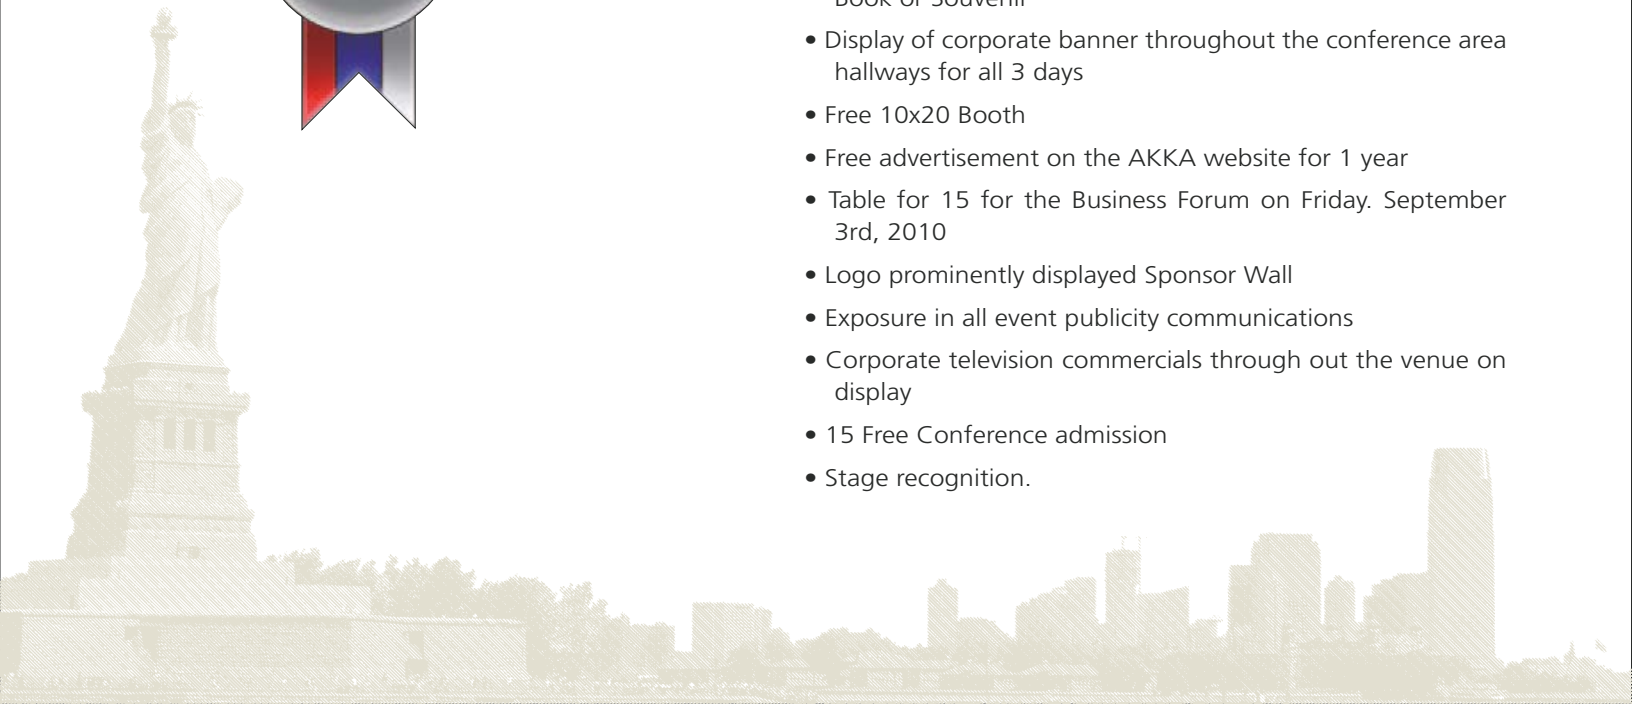 Book of Souvenir
• Display of corporate banner throughout the conference area
hallways for all 3 days
• Free 10x20 Booth
• Free advertisement on the AKKA website for 1 year
• Table for 15 for the Business Forum on Friday. September
3rd, 2010
• Logo prominently displayed Sponsor Wall
• Exposure in all event publicity communications
• Corporate television commercials through out the venue on
display
• 15 Free Conference admission
• Stage recognition.